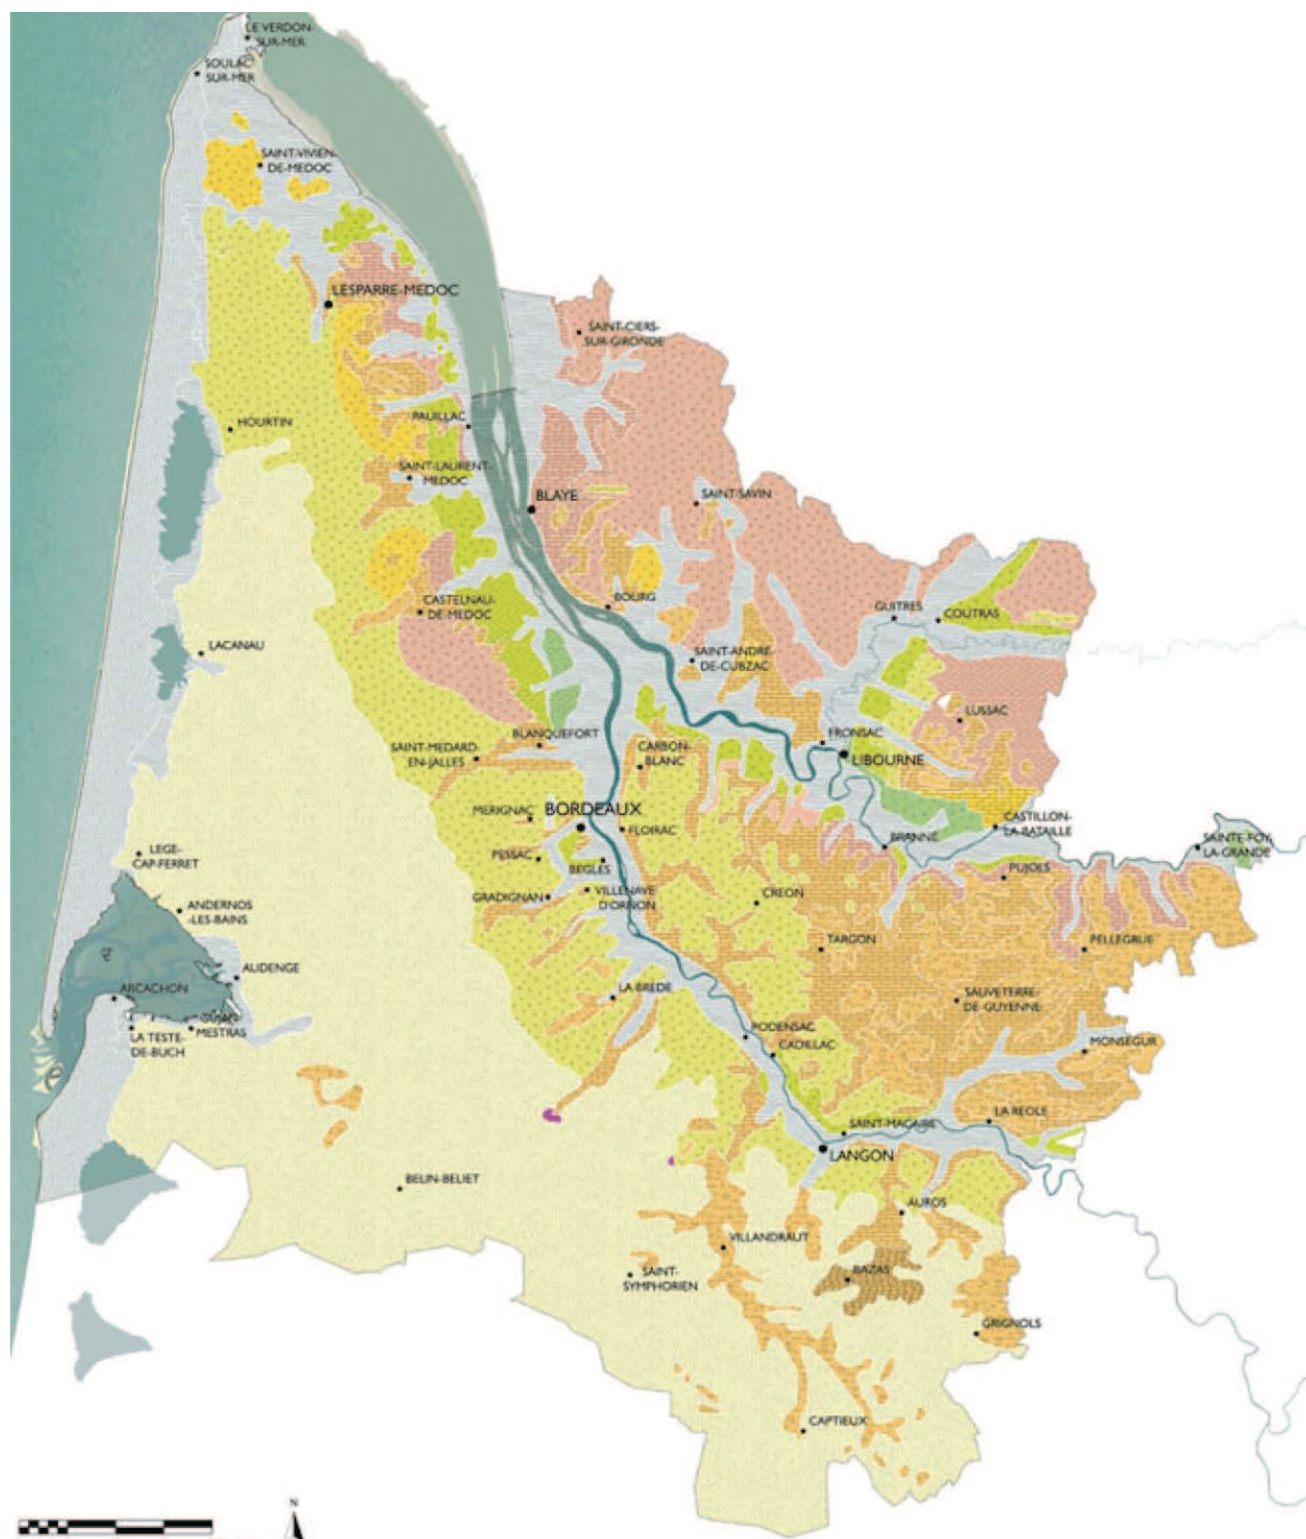 LE VERDON-
SUR-MER
SOULAC
SUR-MER
SAINT-VIVIEN-
DE-MEDOC
LESPARRE-MEDOC
SAINT-CIERS-
SUR-GIRONDE
PAUILLAC
HOURTIN
SAINT-LAURENT-
MEDOC
BLAYE
SAINT-SAVIN
CASTELNAU-
DE-MEDOC
BOURG
GUITRES
COUTRAS
LACANAU
SAINT-ANDRE-
DE-CUBZAC
LUSSAC
BLANQUEFORT
FRONSAC
SAINT-MEDARD-
EN-JALLES
CARBON-
BLANC
LIBOURNE
MERIGNAC
BORDEAUX
FLOIRAC
CASTILLON-
LA-BATAILLE
LEGE-
CAP-FERRET
PESSAC
BEGLES
BRANNE
SAINTE-FOY-
LA-GRANDE
PUJOLS
GRADIGNAN
VILLENAVE
D'ORNON
CREON
ANDERNOS
-LES-BAINS
TARGON
PELLEGRUE
AUDENGE
ARCACHON
LA BREDE
SAUVETERRE-
DE-GUYENNE
GUJAN-
MESTRAS
LA TESTE-
DE-BUCH
PODENSAC
CADILLAC
MONSEGUR
LA REOLE
SAINT-MACAIRE
LANGON
BELIN-BELIET
AUROS
VILLANDRAUT
SAINT-
SYMPHORIEN
BAZAS
GRIGNOLS
CAPTIEUX
N